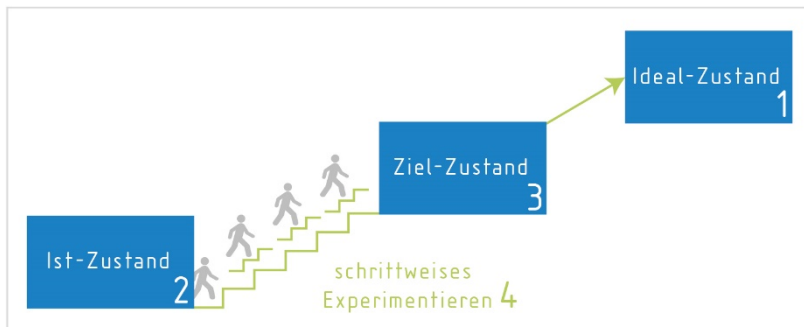 Ideal-Zustand
1
Ziel-Zustand
3
Ist-Zustand
2
schrittweises
Experimentieren 4